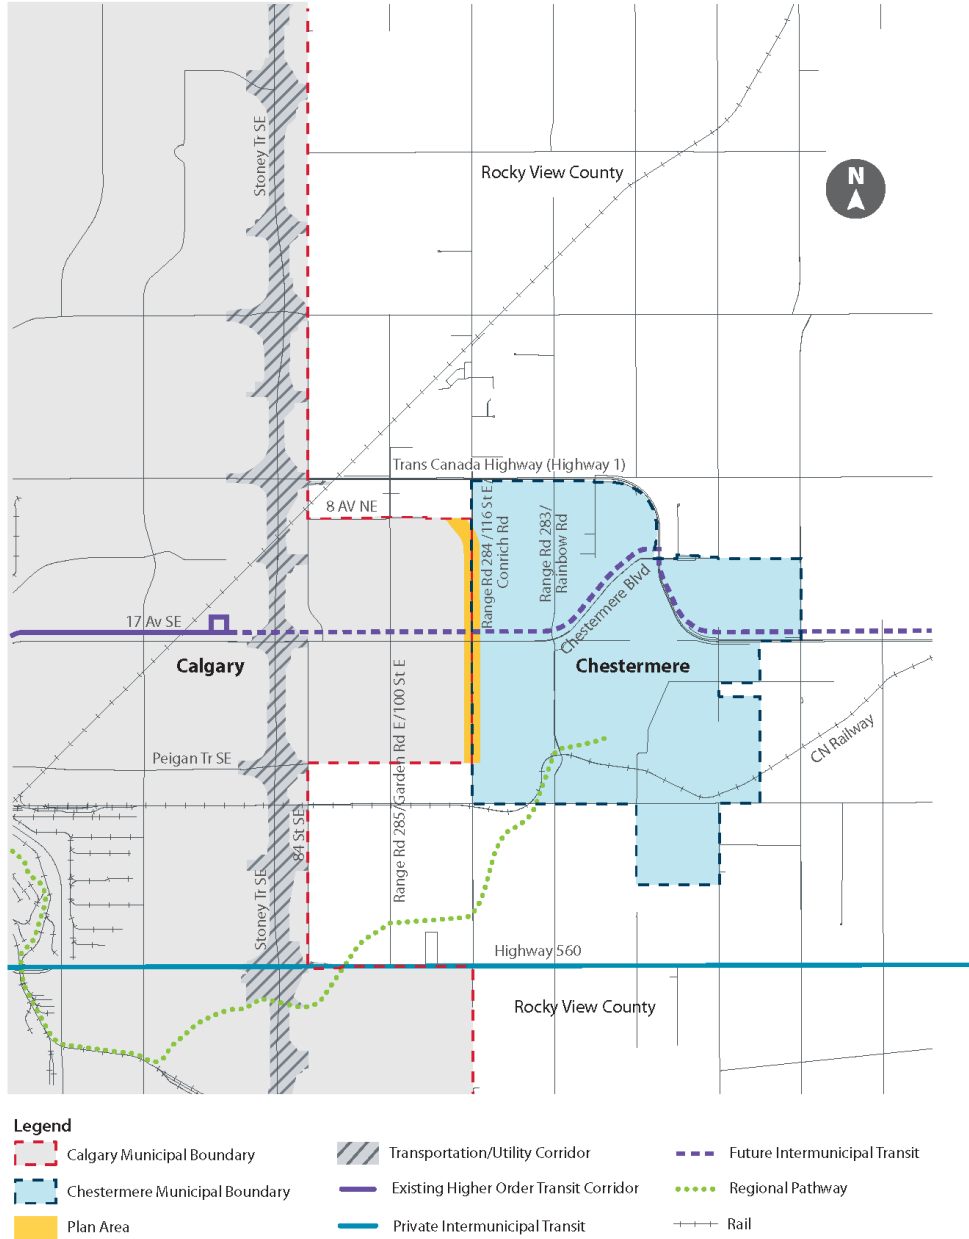 Stoney Tr SE
Rocky View County
N
Trans Canada Highway (Highway 1)
8 AV NE
Range Rd 284 /116 St E/
Conrich Rd
Range Rd 283/
Rainbow Rd
17 Av SE
Chestermere Blvd
Calgary
Chestermere
Range Rd 285/Garden Rd E/100 St E
Peigan Tr SE
CN Railway
84 St SE
Stoney Tr SE
Highway 560
Rocky View County
Legend
Calgary Municipal Boundary
Transportation/Utility Corridor
Future Intermunicipal Transit
Chestermere Municipal Boundary
Existing Higher Order Transit Corridor
Regional Pathway
Plan Area
Private Intermunicipal Transit
Rail